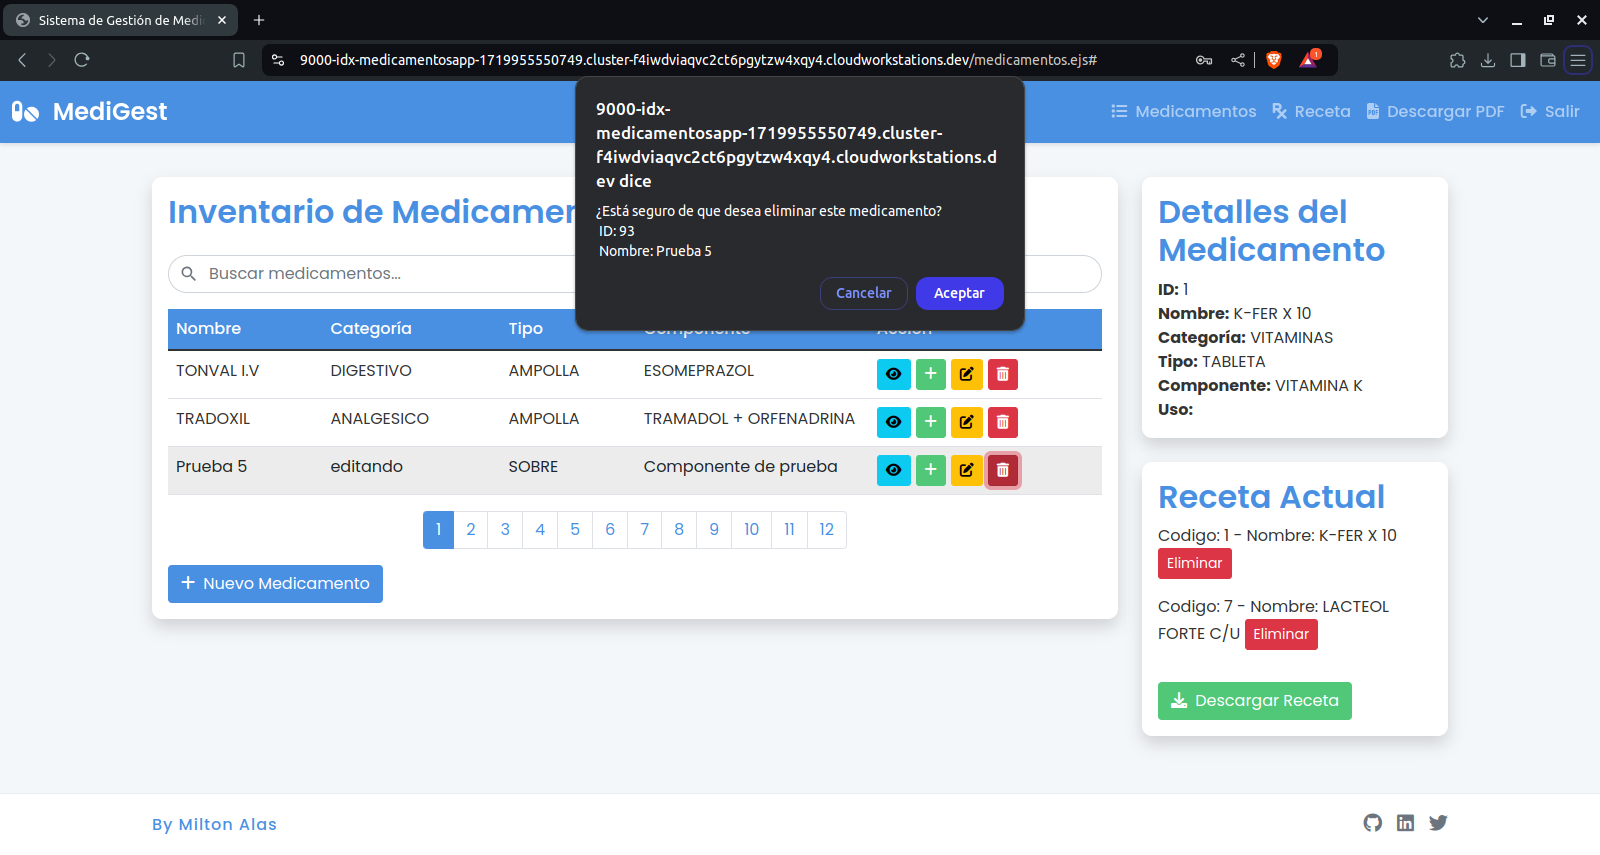 Sistema de Gestión de Medi
9000-idx-medicamentosapp-1719955550749.cluster-f4iwdviaqvc2ct6pgytzw4xqy4.cloudworkstations.dev/medicamentos.ejs#
1
MediGest
Medicamentos
Receta
Descargar PDF
Salir
9000-idx-
medicamentosapp-1719955550749.cluster-
f4iwdviaqvc2ct6pgytzw4xqy4.cloudworkstations.d
ev dice
¿Está seguro de que desea eliminar este medicamento?
ID: 93
Nombre: Prueba 5
Cancelar
Aceptar
Inventario de Medicamen
Buscar medicamentos...
Nombre Categoría Tipo Componente Acción
TONVAL I.V DIGESTIVO AMPOLLA ESOMEPRAZOL
TRADOXIL ANALGESICO AMPOLLA TRAMADOL + ORFENADRINA
Prueba 5 editando SOBRE Componente de prueba
1 2 3 4 5 6 7 8 9 10 11 12
+ Nuevo Medicamento
Detalles del
Medicamento
ID: 1
Nombre: K-FER X 10
Categoría: VITAMINAS
Tipo: TABLETA
Componente: VITAMINA K
Uso:
Receta Actual
Codigo: 1 - Nombre: K-FER X 10
Eliminar
Codigo: 7 - Nombre: LACTEOL
FORTE C/U Eliminar
Descargar Receta
By Milton Alas